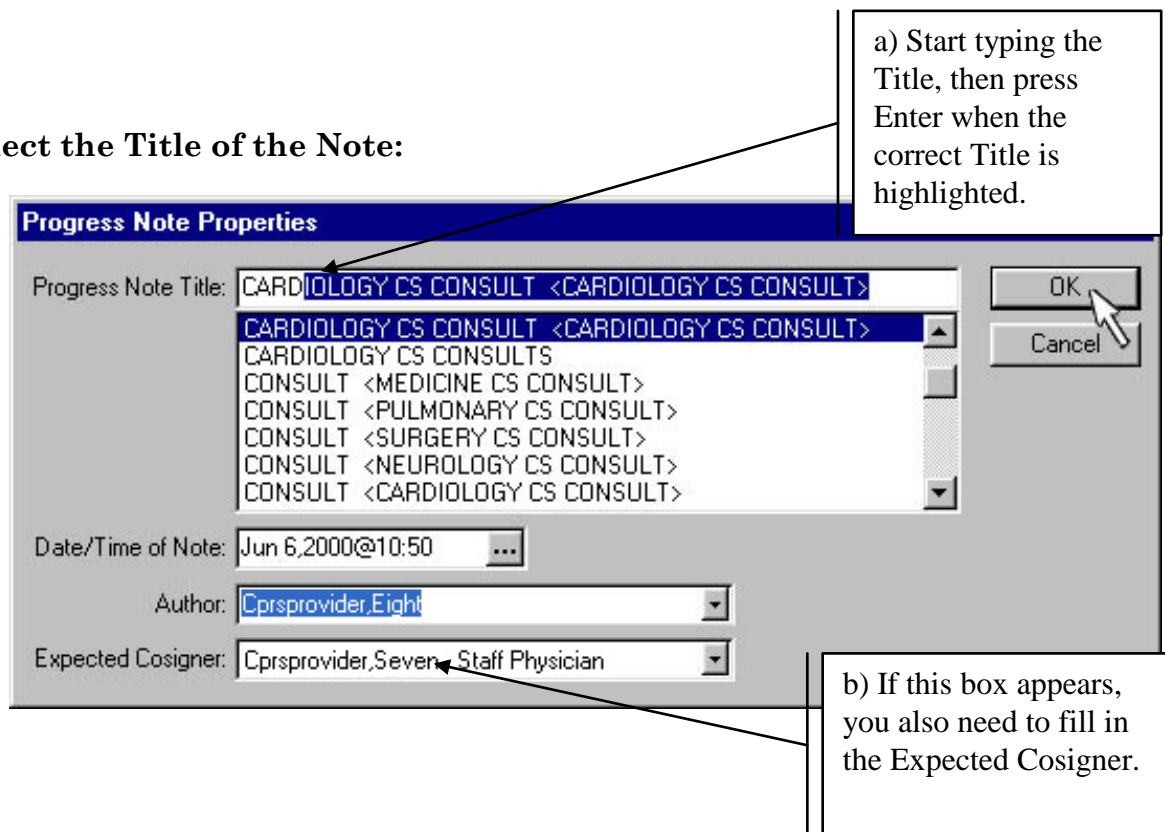 a) Start typing the
Title, then press
Enter when the
correct Title is
highlighted.
lect the Title of the Note:
Progress Note Properties
Progress Note Title: CARDIOLOGY CS CONSULT <CARDIOLOGY CS CONSULT>
OK
CARDIOLOGY CS CONSULT <CARDIOLOGY CS CONSULT>
Cancel
CARDIOLOGY CS CONSULTS
CONSULT <MEDICINE CS CONSULT>
CONSULT <PULMONARY CS CONSULT>
CONSULT <SURGERY CS CONSULT>
CONSULT <NEUROLOGY CS CONSULT>
CONSULT <CARDIOLOGY CS CONSULT>
Date/Time of Note: Jun 6,2000@10:50 ...
Author: Cprsprovider,Eight
Expected Cosigner: Cprsprovider,Seven - Staff Physician
b) If this box appears,
you also need to fill in
the Expected Cosigner.